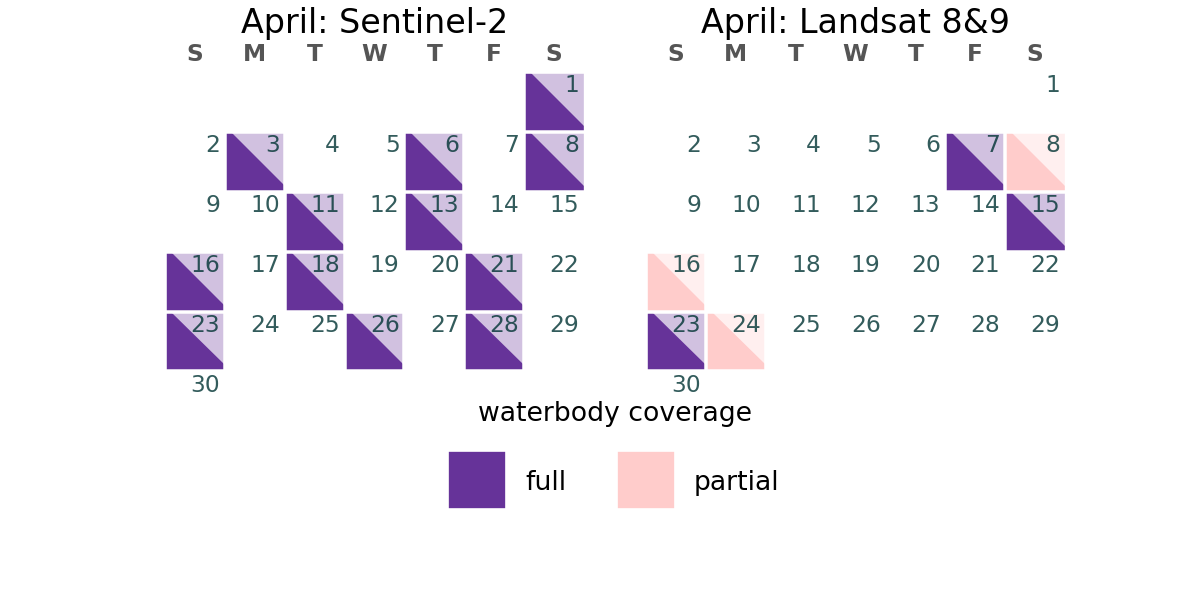 April: Sentinel-2
S M T W T F S
1
2 3 4 5 6 7 8
9 10 11 12 13 14 15
16 17 18 19 20 21 22
23 24 25 26 27 28 29
30
April: Landsat 8&9
S M T W T F S
1
2 3 4 5 6 7 8
9 10 11 12 13 14 15
16 17 18 19 20 21 22
23 24 25 26 27 28 29
30
waterbody coverage
full
partial